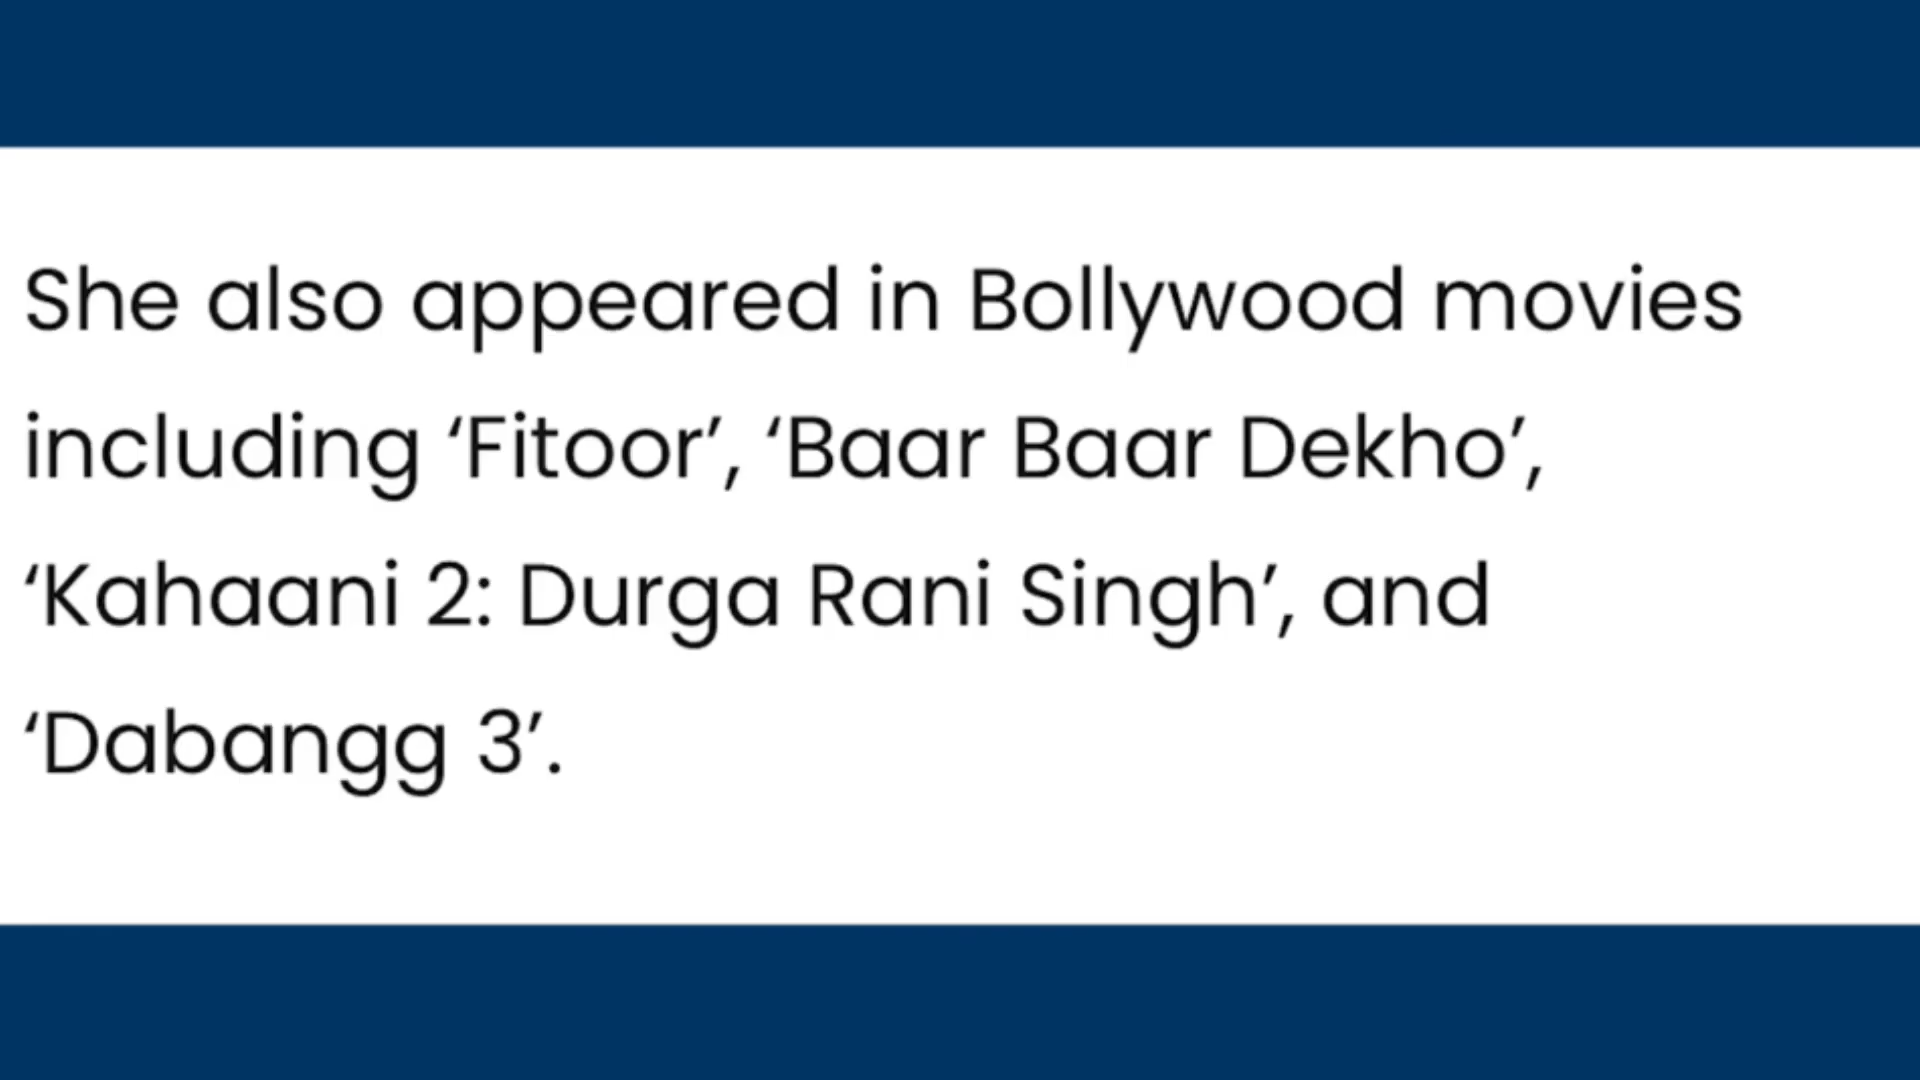 She also appeared in Bollywood movies
including ‘Fitoor’, ‘Baar Baar Dekho’,
‘Kahaani 2: Durga Rani Singh’, and
‘Dabangg 3’.